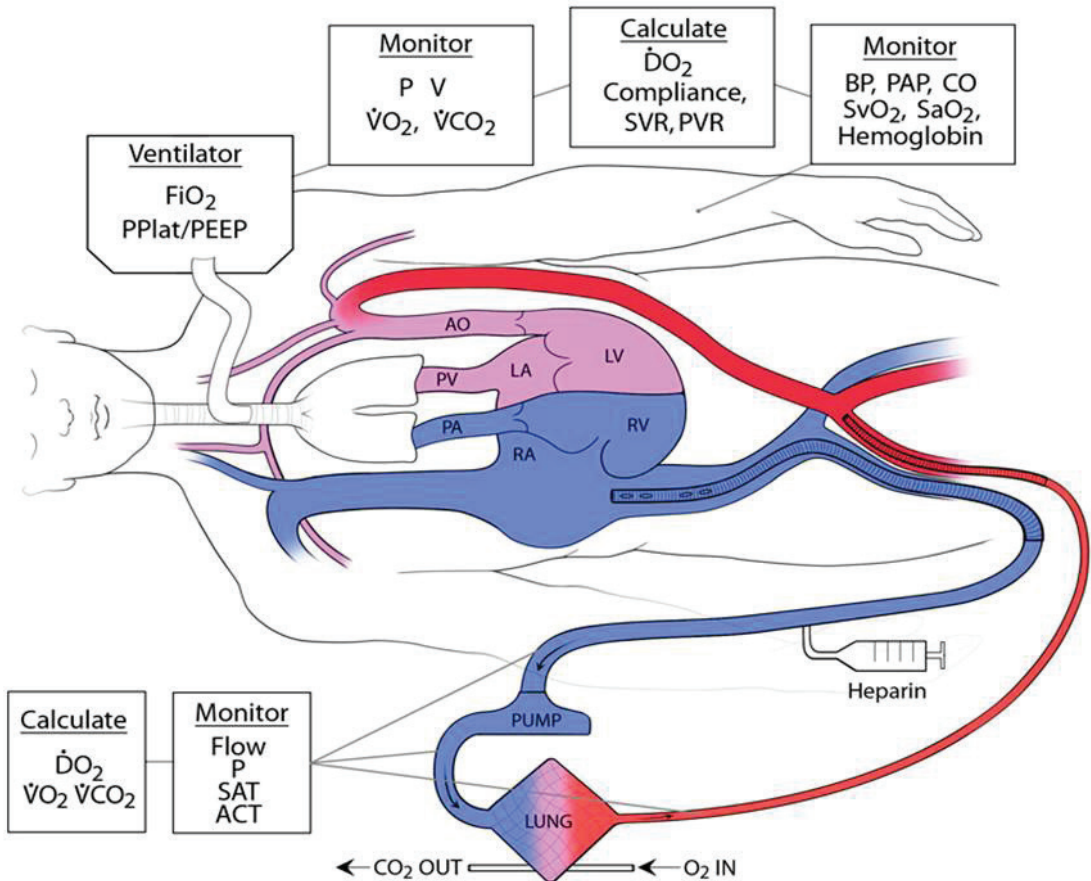 Monitor
P V
V̇O₂, V̇CO₂
Calculate
ḊO₂
Compliance,
SVR, PVR
Monitor
BP, PAP, CO
SvO₂, SaO₂,
Hemoglobin
Ventilator
FiO₂
PPlat/PEEP
AO
LV
LA
PV
PA
RV
RA
Heparin
PUMP
Calculate
ḊO₂
V̇O₂ V̇CO₂
Monitor
Flow
P
SAT
ACT
LUNG
CO₂ OUT
O₂ IN